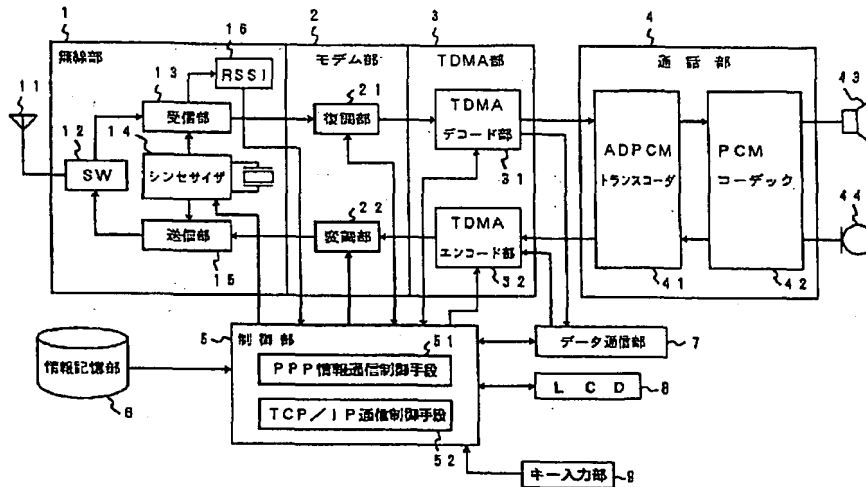 1
無線部
2
モデム部
3
TDMA部
4
通話部
16
RSSI
13
受信部
11
12
SW
14
シンセサイザ
送信部
15
21
復調部
22
変調部
TDMA
デコード部
31
TDMA
エンコード部
32
ADPCM
トランスコーダ
41
PCM
コーデック
42
43
44
5
制御部
51
PPP情報通信制御手段
TCP/IP通信制御手段
52
情報記憶部
6
データ通信部
7
LCD
8
キー入力部
9